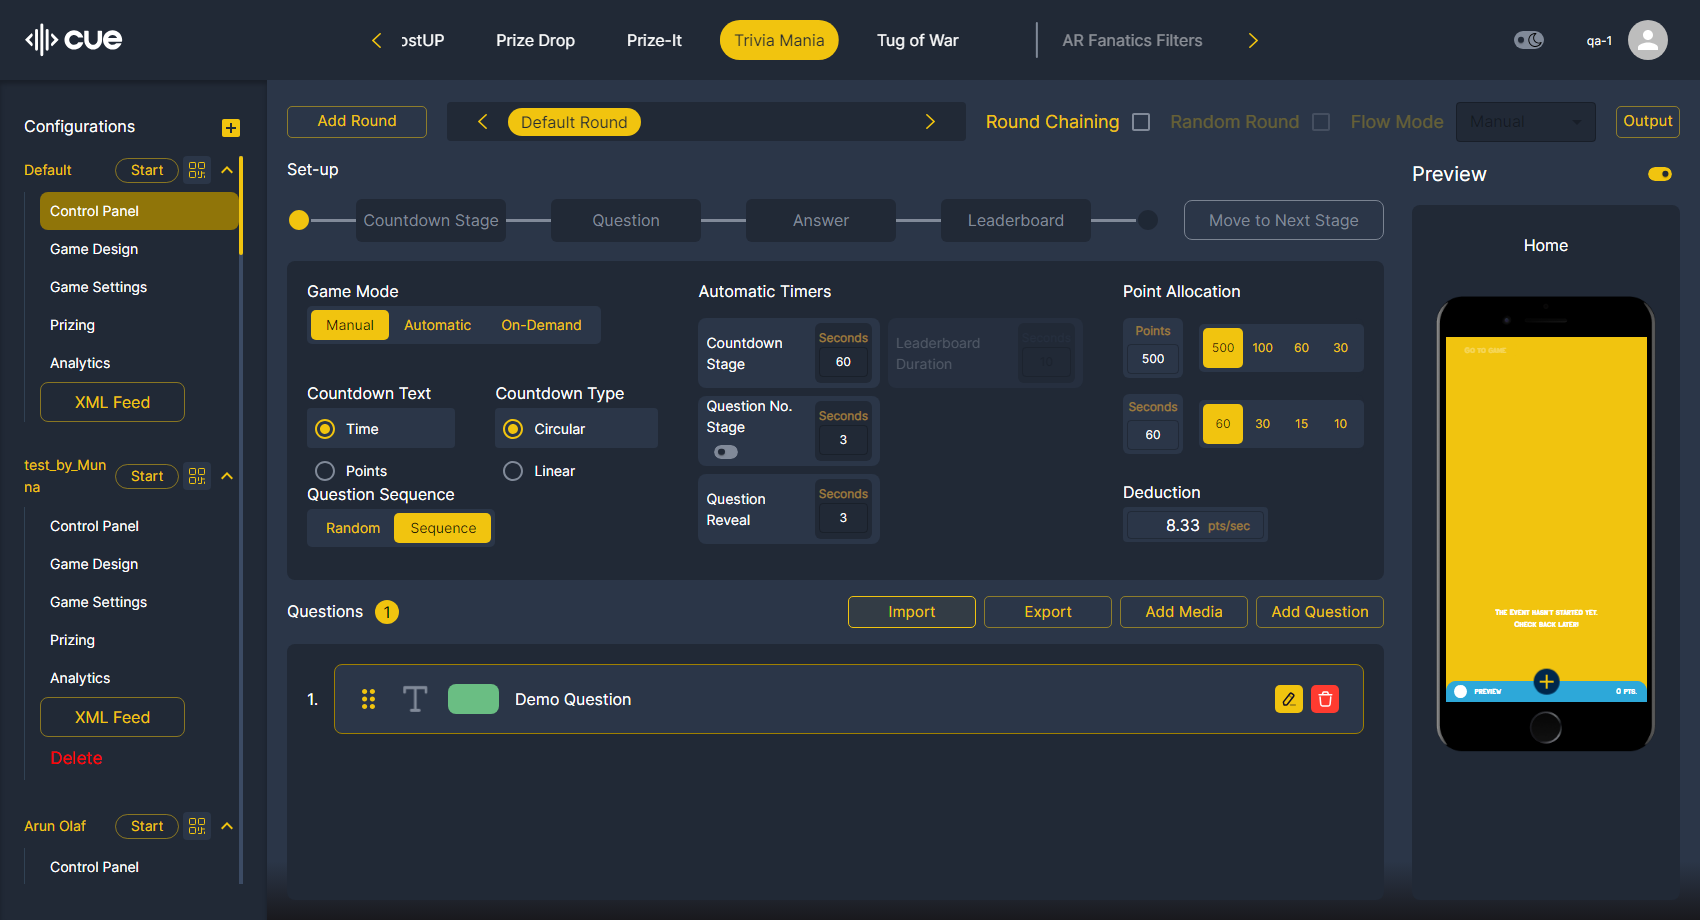 cue
ostUP
Prize Drop
Prize-It
Trivia Mania
Tug of War
AR Fanatics Filters
qa-1
Configurations
Default
Start
Control Panel
Game Design
Game Settings
Prizing
Analytics
XML Feed
test_by_Mun
na
Start
Control Panel
Game Design
Game Settings
Prizing
Analytics
XML Feed
Delete
Arun Olaf
Start
Control Panel
Add Round
Default Round
Round Chaining
Random Round
Flow Mode
Manual
Output
Set-up
Countdown Stage
Question
Answer
Leaderboard
Move to Next Stage
Game Mode
Manual
Automatic
On-Demand
Countdown Text
Time
Points
Countdown Type
Circular
Linear
Question Sequence
Random
Sequence
Automatic Timers
Countdown
Stage
Seconds
60
Leaderboard
Duration
Seconds
10
Question No.
Stage
Seconds
3
Question
Reveal
Seconds
3
Point Allocation
Points
500
500
100
60
30
Seconds
60
60
30
15
10
Deduction
8.33 pts/sec
Questions 1
Import
Export
Add Media
Add Question
1.
T
Demo Question
Preview
Home
GO TO GAME
The event hasn't started yet.
Check back later!
PREVIEW
0 PTS.